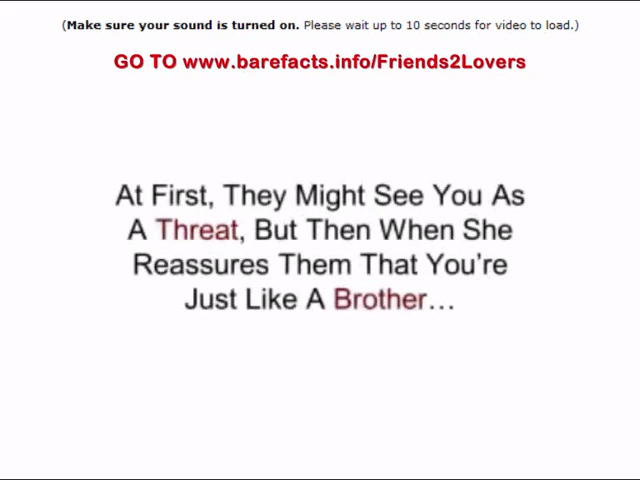 (Make sure your sound is turned on. Please wait up to 10 seconds for video to load.)
GO TO www.barefacts.info/Friends2Lovers
At First, They Might See You As
A Threat, But Then When She
Reassures Them That You're
Just Like A Brother...